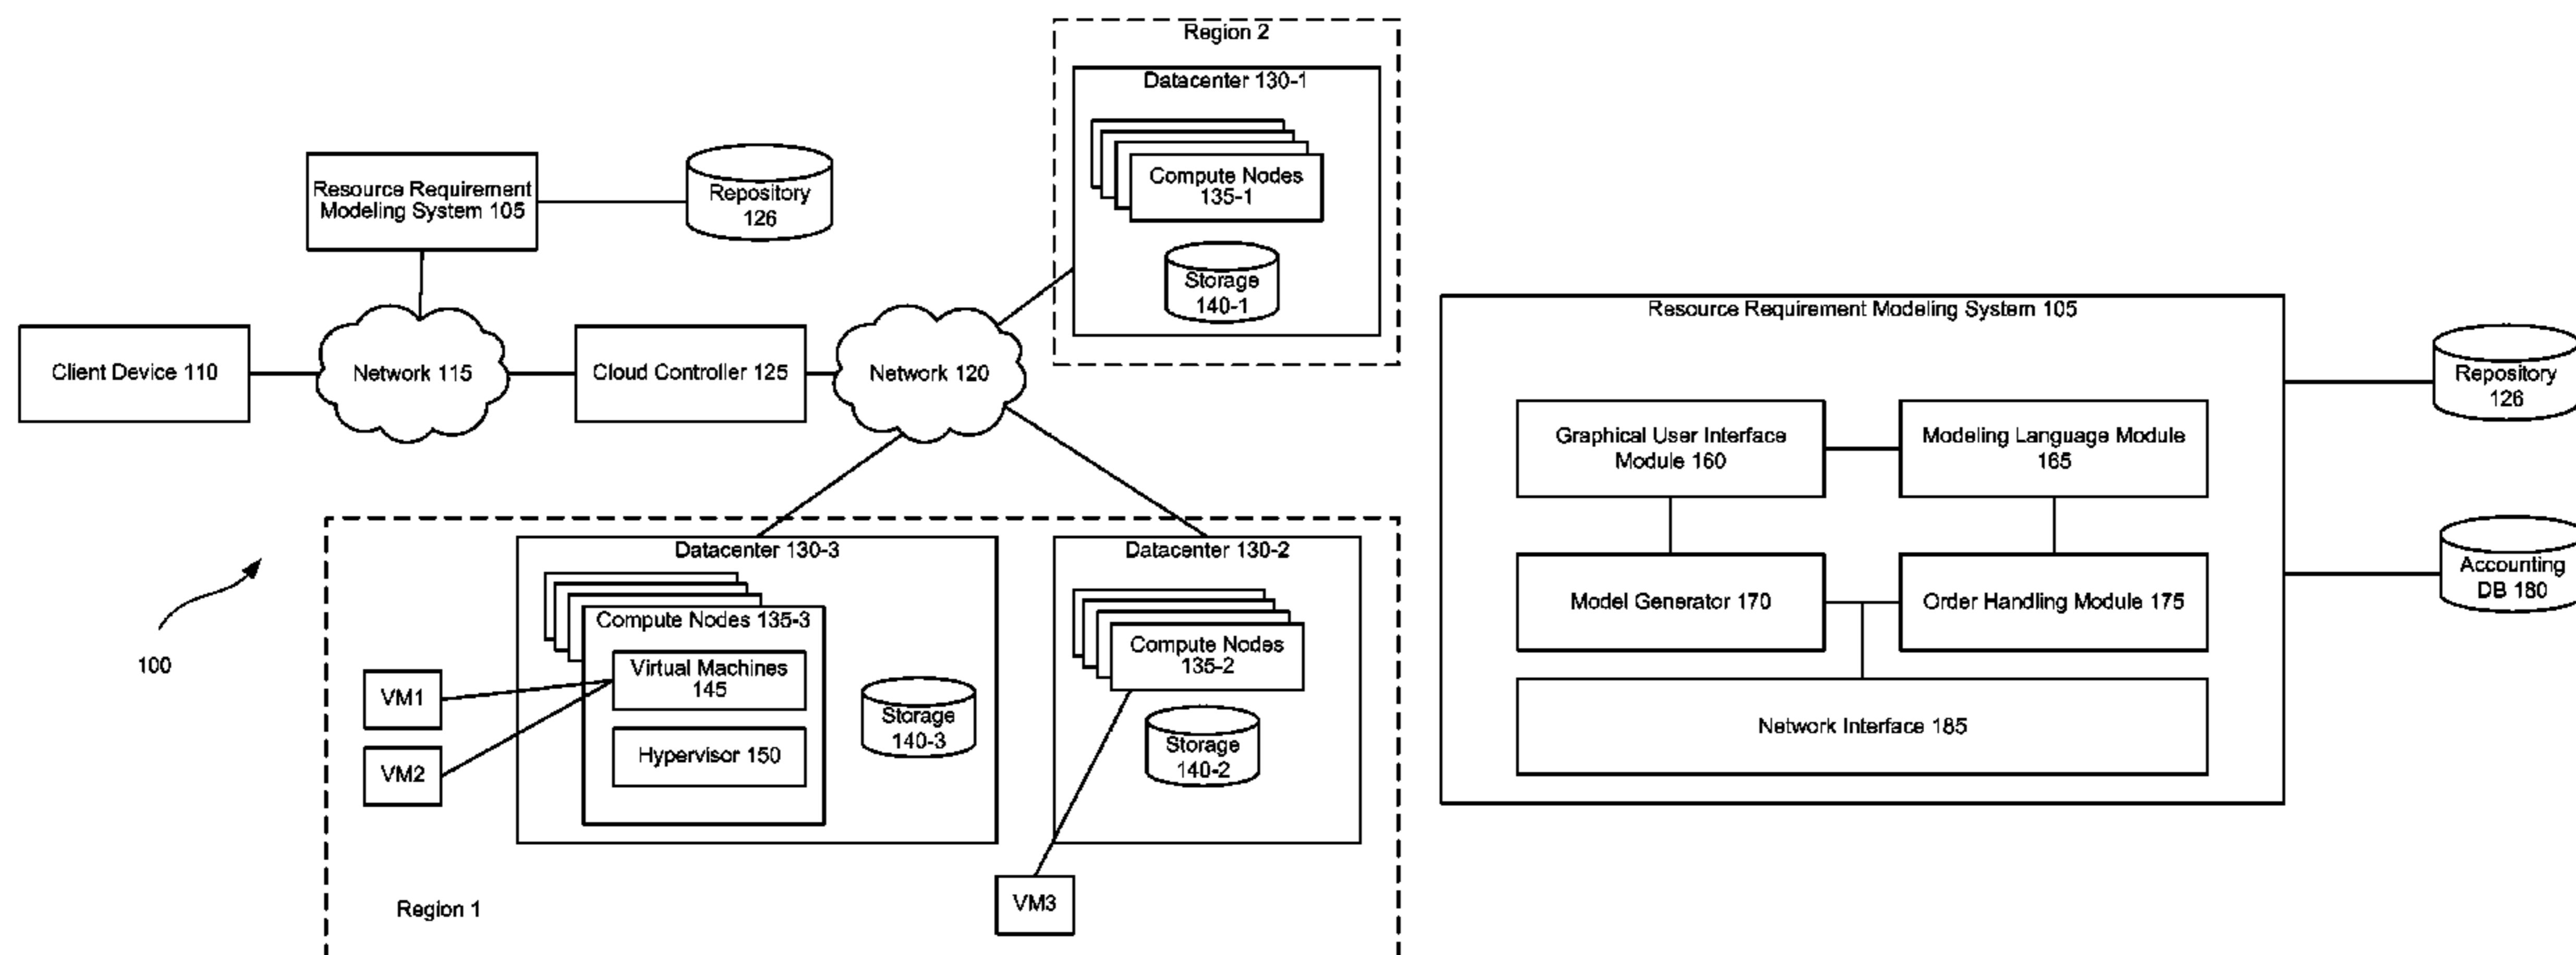 Region 2
Datacenter 130-1
Compute Nodes
135-1
Storage
140-1
Resource Requirement
Modeling System 105
Repository
126
Client Device 110
Network 115
Cloud Controller 125
Network 120
Datacenter 130-3
Compute Nodes 135-3
Virtual Machines
145
Hypervisor 150
Storage
140-3
VM1
VM2
100
Region 1
Datacenter 130-2
Compute Nodes
135-2
Storage
140-2
VM3
Resource Requirement Modeling System 105
Graphical User Interface
Module 160
Modeling Language Module
165
Model Generator 170
Order Handling Module 175
Network Interface 185
Repository
126
Accounting
DB 180